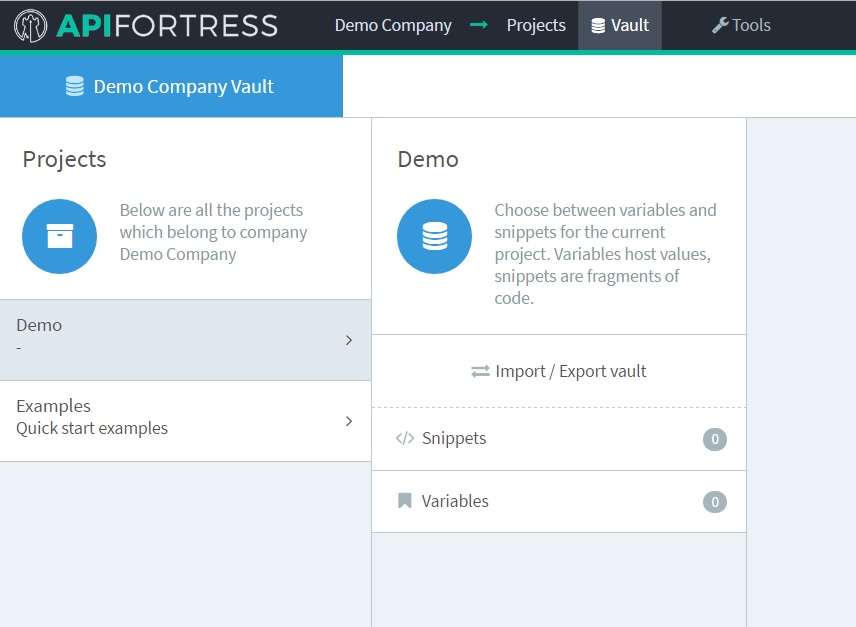 APIFORTRESS
Demo Company Projects Vault Tools
Demo Company Vault
Projects
Below are all the projects
which belong to company
Demo Company
Demo
-
Examples
Quick start examples
Demo
Choose between variables and
snippets for the current
project. Variables host values,
snippets are fragments of
code.
Import / Export vault
</> Snippets 0
Variables 0